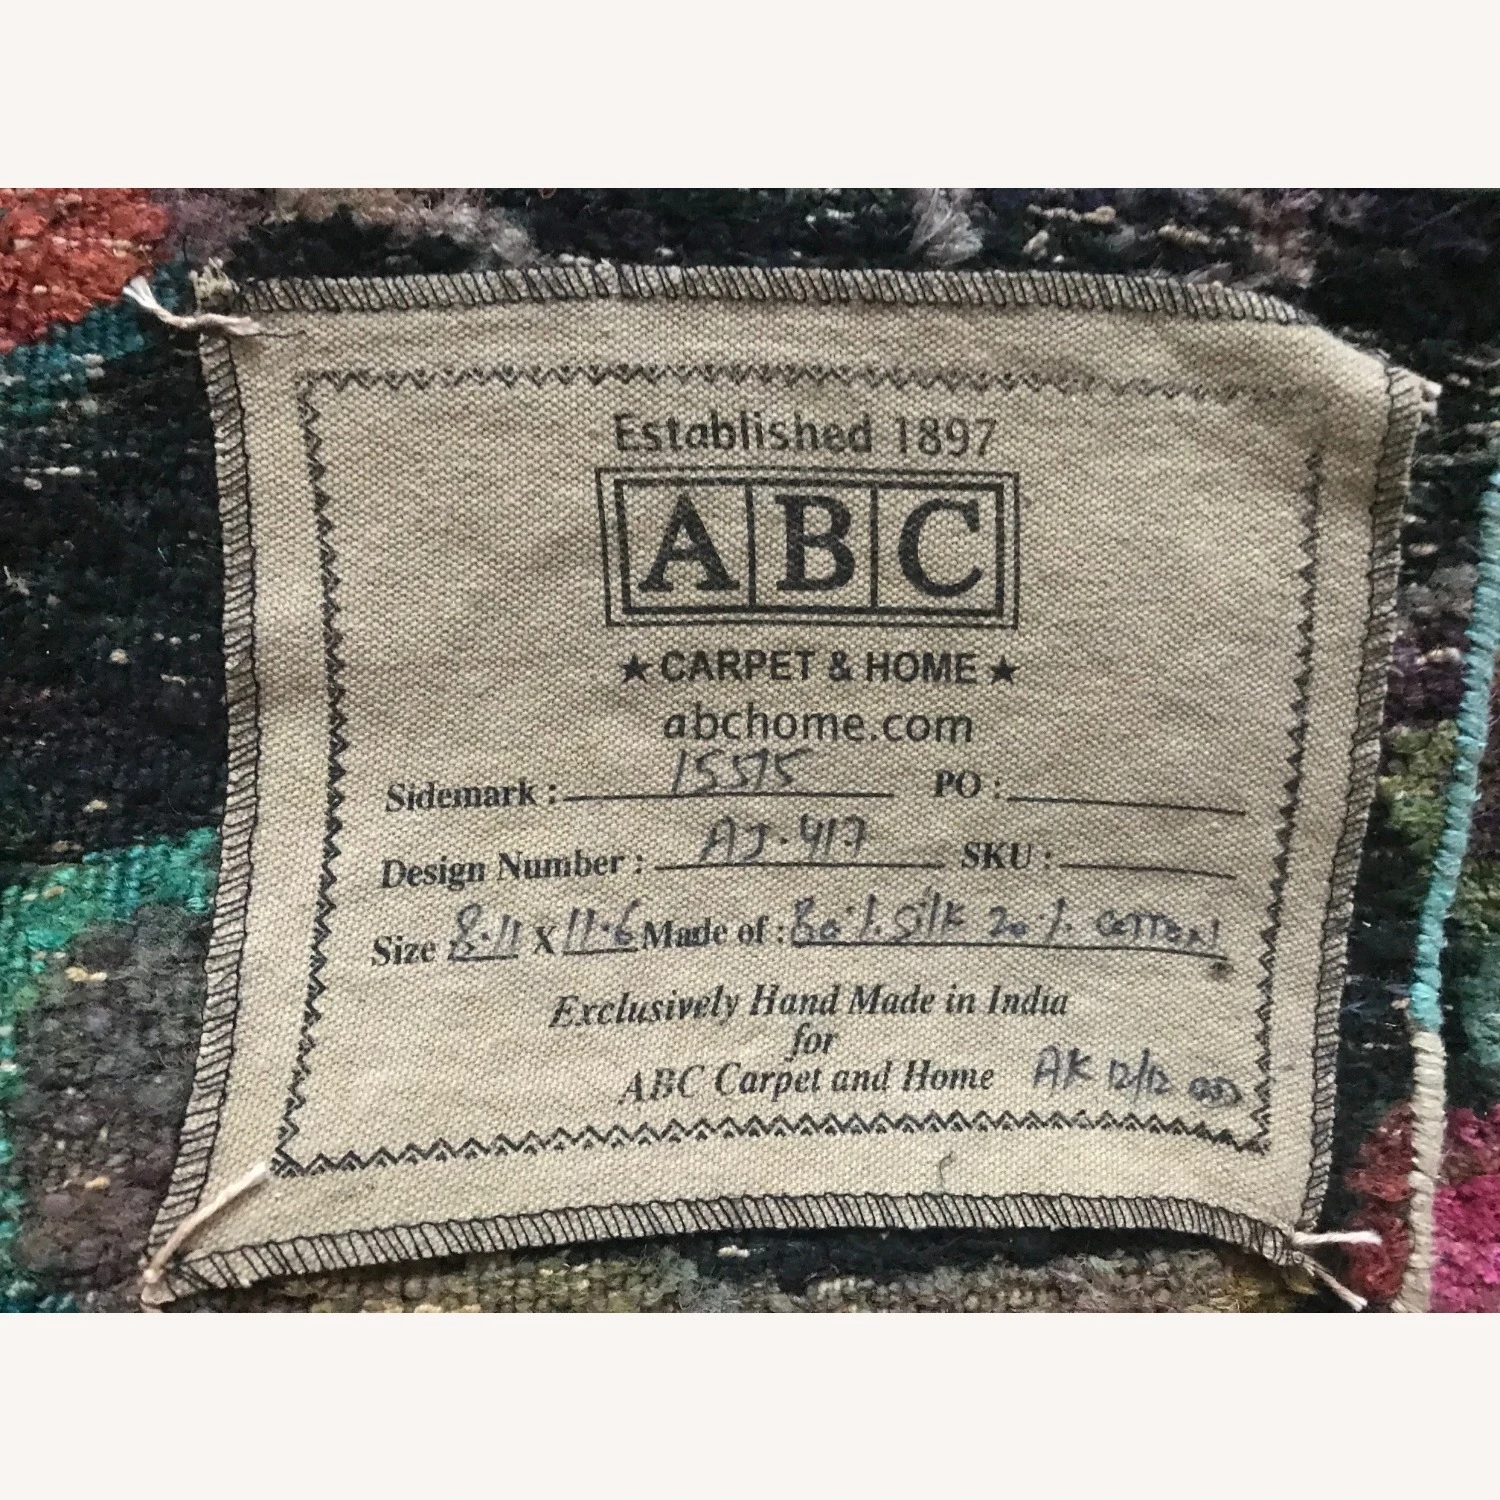 Established 1897
ABC
★ CARPET & HOME ★
abchome.com
Sidemark : 15575 PO :
Design Number : AJ-417 SKU :
Size 8.11 X 11.6 Made of : 80% Silk 20% COTTON
Exclusively Hand Made in India
for
ABC Carpet and Home AK 12/12